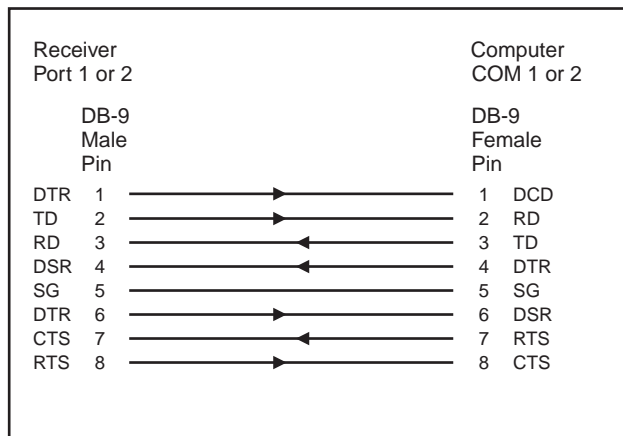 Receiver Computer
Port 1 or 2 COM 1 or 2
DB-9 DB-9
Male Female
Pin Pin
DTR 1 1 DCD
TD 2 2 RD
RD 3 3 TD
DSR 4 4 DTR
SG 5 5 SG
DTR 6 6 DSR
CTS 7 7 RTS
RTS 8 8 CTS